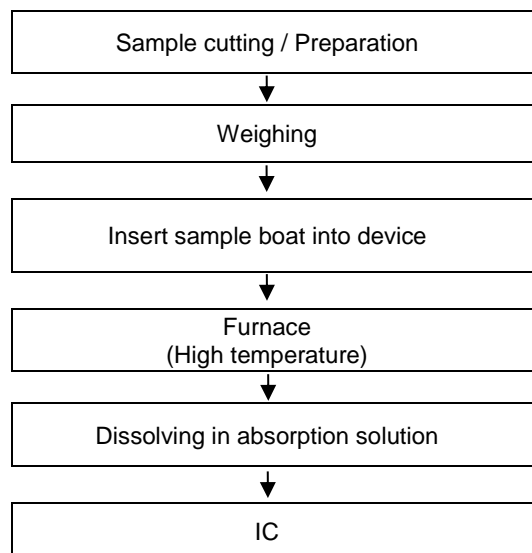 Sample cutting / Preparation
Weighing
Insert sample boat into device
Furnace
(High temperature)
Dissolving in absorption solution
IC